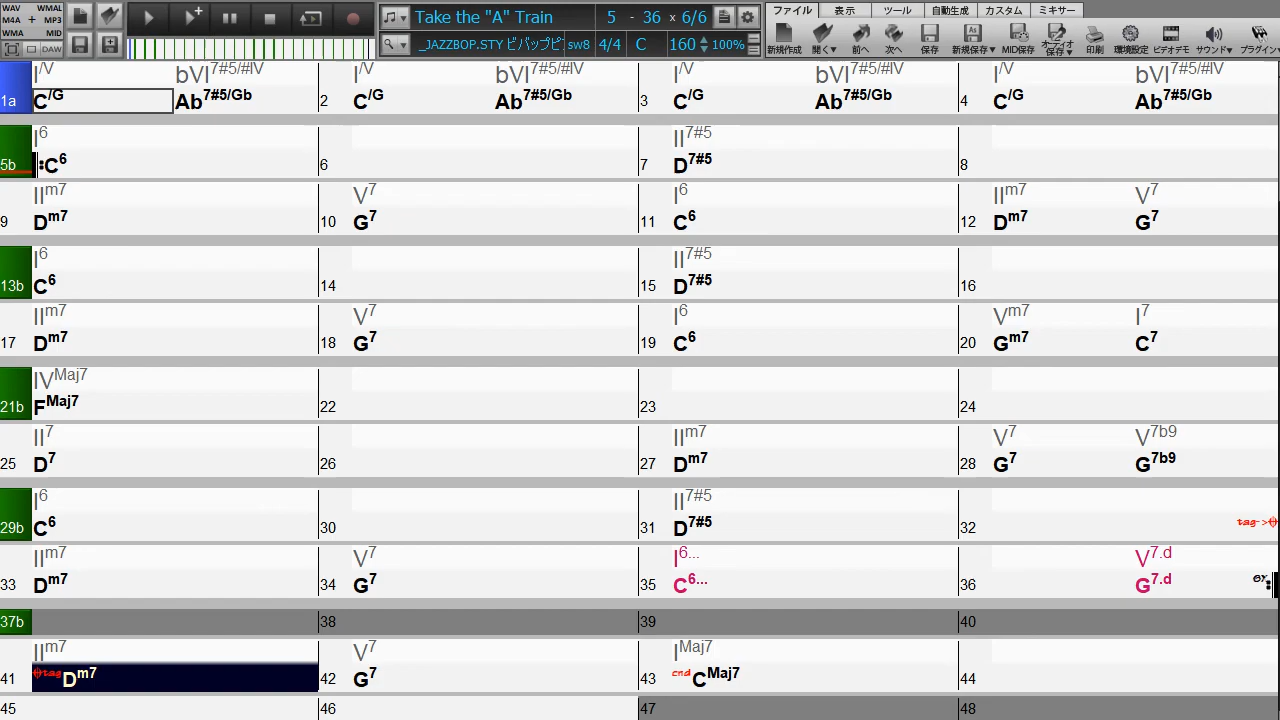 WAV WMA
M4A + MP3
WMA MID
DAW
Take the "A" Train 5 - 36 x 6/6
_JAZZBOP.STY ビバップピ sw8 4/4 C 160 100%
ファイル 表示 ツール 自動生成 カスタム ミキサー
新規作成 開く▼ 前へ 次へ 保存 新規保存▼ MID保存 オーディオ保存▼ 印刷 環境設定 ビデオデモ サウンド▼ プラグイン
I/V bVI7#5/#IV I/V bVI7#5/#IV I/V bVI7#5/#IV I/V bVI7#5/#IV
1a C/G Ab7#5/Gb 2 C/G Ab7#5/Gb 3 C/G Ab7#5/Gb 4 C/G Ab7#5/Gb
I6 II7#5
5b C6 6 7 D7#5 8
IIm7 V7 I6 IIm7 V7
9 Dm7 10 G7 11 C6 12 Dm7 G7
I6 II7#5
13b C6 14 15 D7#5 16
IIm7 V7 I6 Vm7 I7
17 Dm7 18 G7 19 C6 20 Gm7 C7
IVMaj7
21b FMaj7 22 23 24
II7 IIm7 V7 V7b9
25 D7 26 27 Dm7 28 G7 G7b9
I6 II7#5
29b C6 30 31 D7#5 32 tag->
IIm7 V7 I6... V7.d
33 Dm7 34 G7 35 C6... 36 G7.d
37b 38 39 40
IIm7 V7 IMaj7
41 tag Dm7 42 G7 43 end CMaj7 44
45 46 47 48